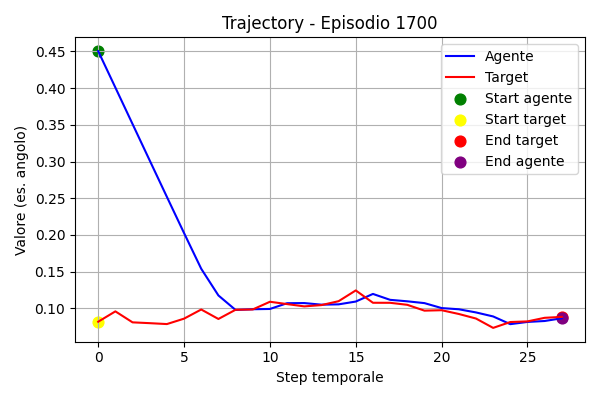 Trajectory - Episodio 1700
Valore (es. angolo)
0.45
0.40
0.35
0.30
0.25
0.20
0.15
0.10
Agente
Target
Start agente
Start target
End target
End agente
0 5 10 15 20 25
Step temporale